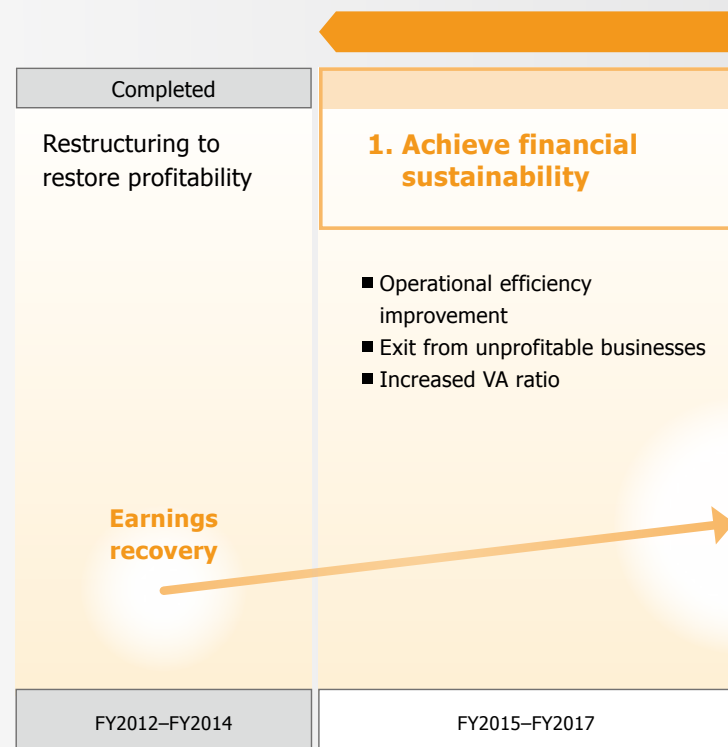 Completed
Restructuring to
restore profitability
1. Achieve financial
sustainability
■ Operational efficiency
improvement
■ Exit from unprofitable businesses
■ Increased VA ratio
Earnings
recovery
FY2012–FY2014
FY2015–FY2017